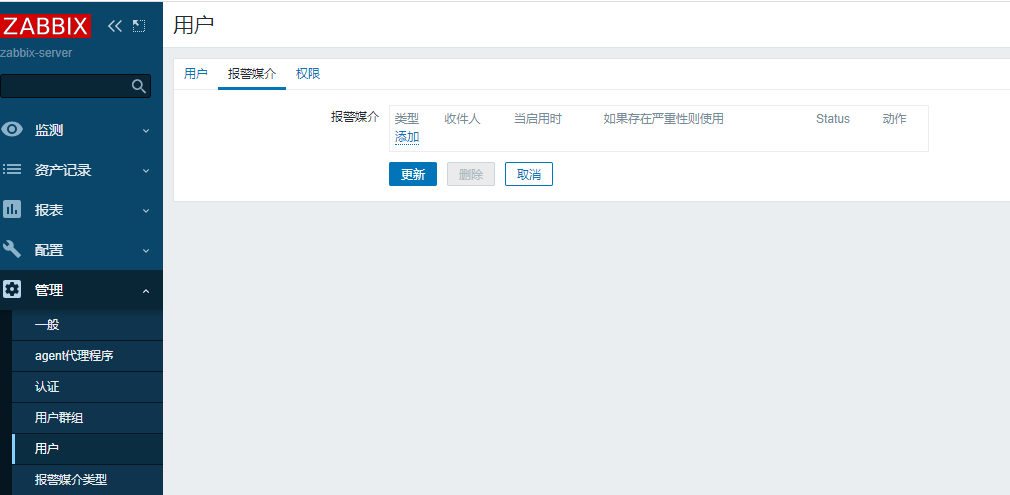 ZABBIX
zabbix-server
监测
资产记录
报表
配置
管理
一般
agent代理程序
认证
用户群组
用户
报警媒介类型
用户
用户 报警媒介 权限
报警媒介 类型 收件人 当启用时 如果存在严重性则使用 Status 动作
添加
更新 删除 取消